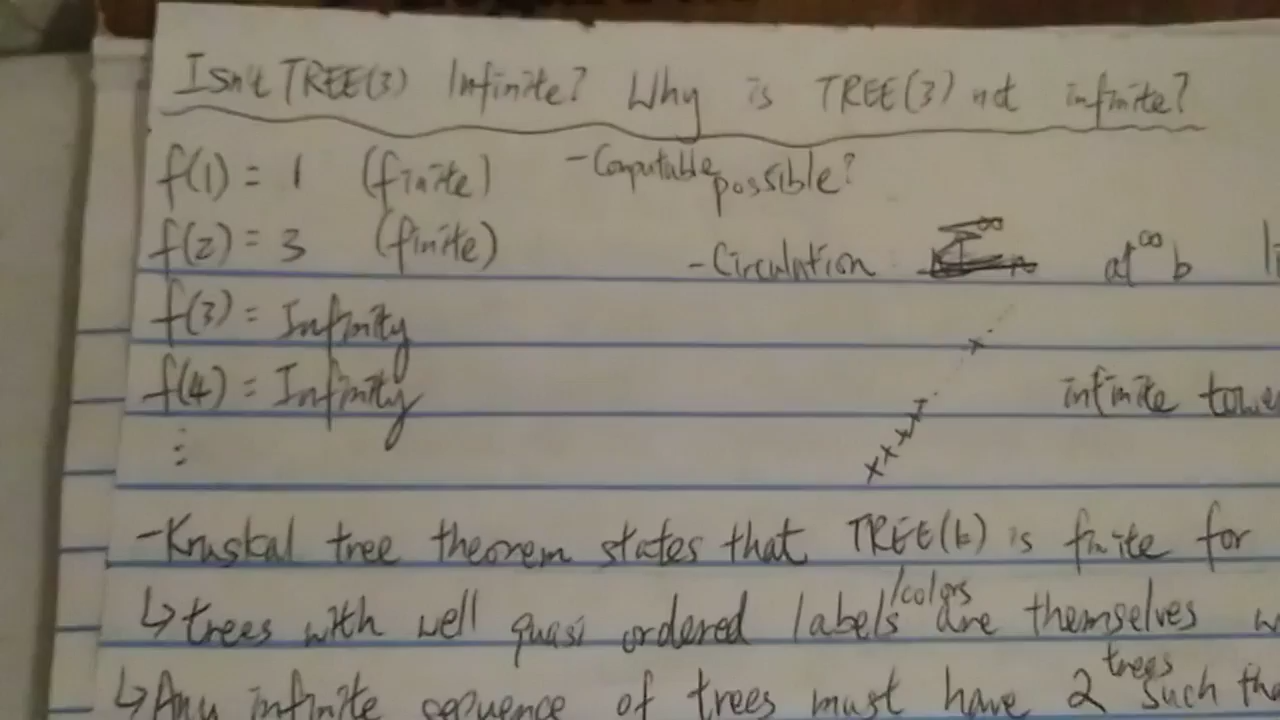 Isn't TREE(3) Infinite? Why is TREE(3) not infinite?
f(1) = 1 (finite) - Computable possible?
f(2) = 3 (finite) - Circulation a↑^∞ b
f(3) = Infinity
f(4) = Infinity infinite
⋮
- Kruskal tree theorem states that TREE(k) is finite for
↳ trees with well quasi ordered labels/colors are themselves
↳ Any infinite sequence of trees must have 2 trees such